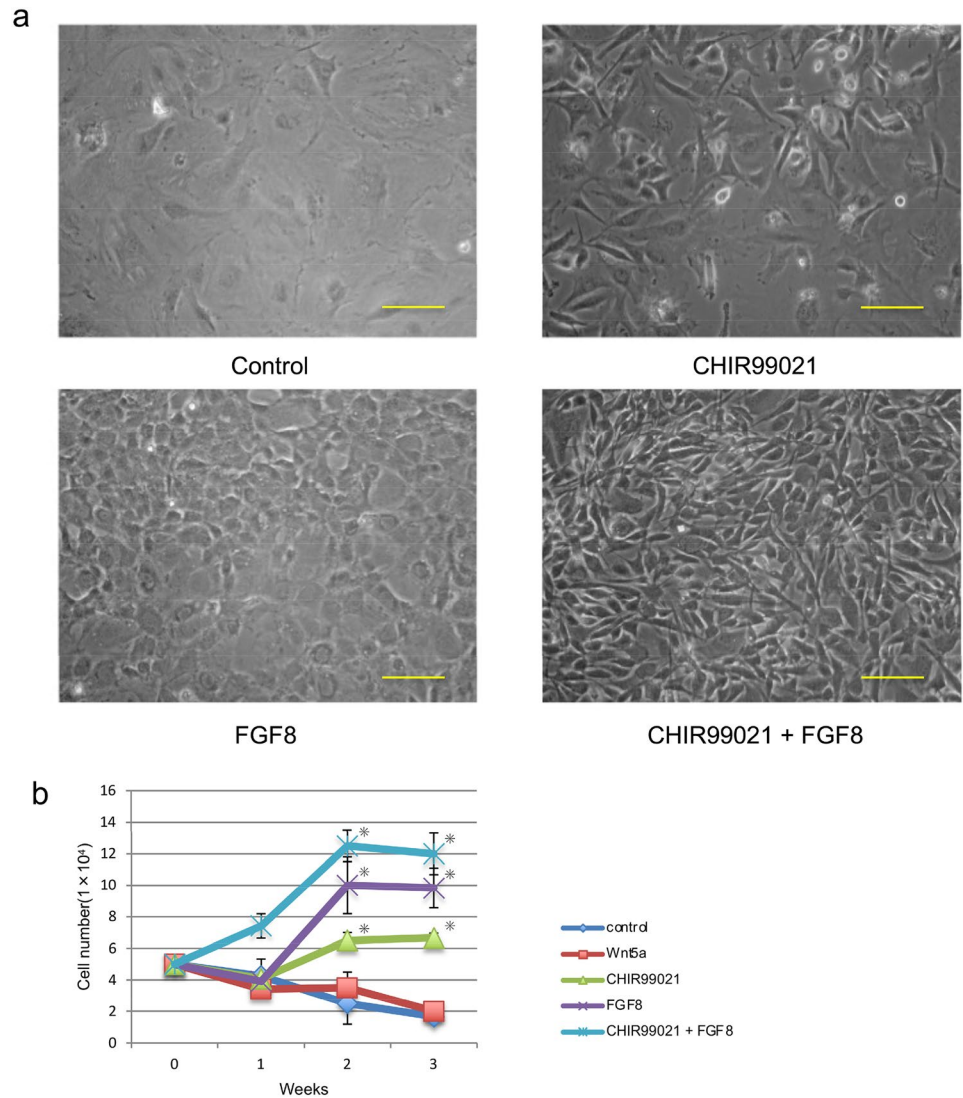 a
Control
CHIR99021
FGF8
CHIR99021 + FGF8
b
16
14
12
10
8
6
4
2
0
Cell number(1 × 10⁴)
0 1 2 3
Weeks
※
※
※
※
※
※
control
Wnt5a
CHIR99021
FGF8
CHIR99021 + FGF8